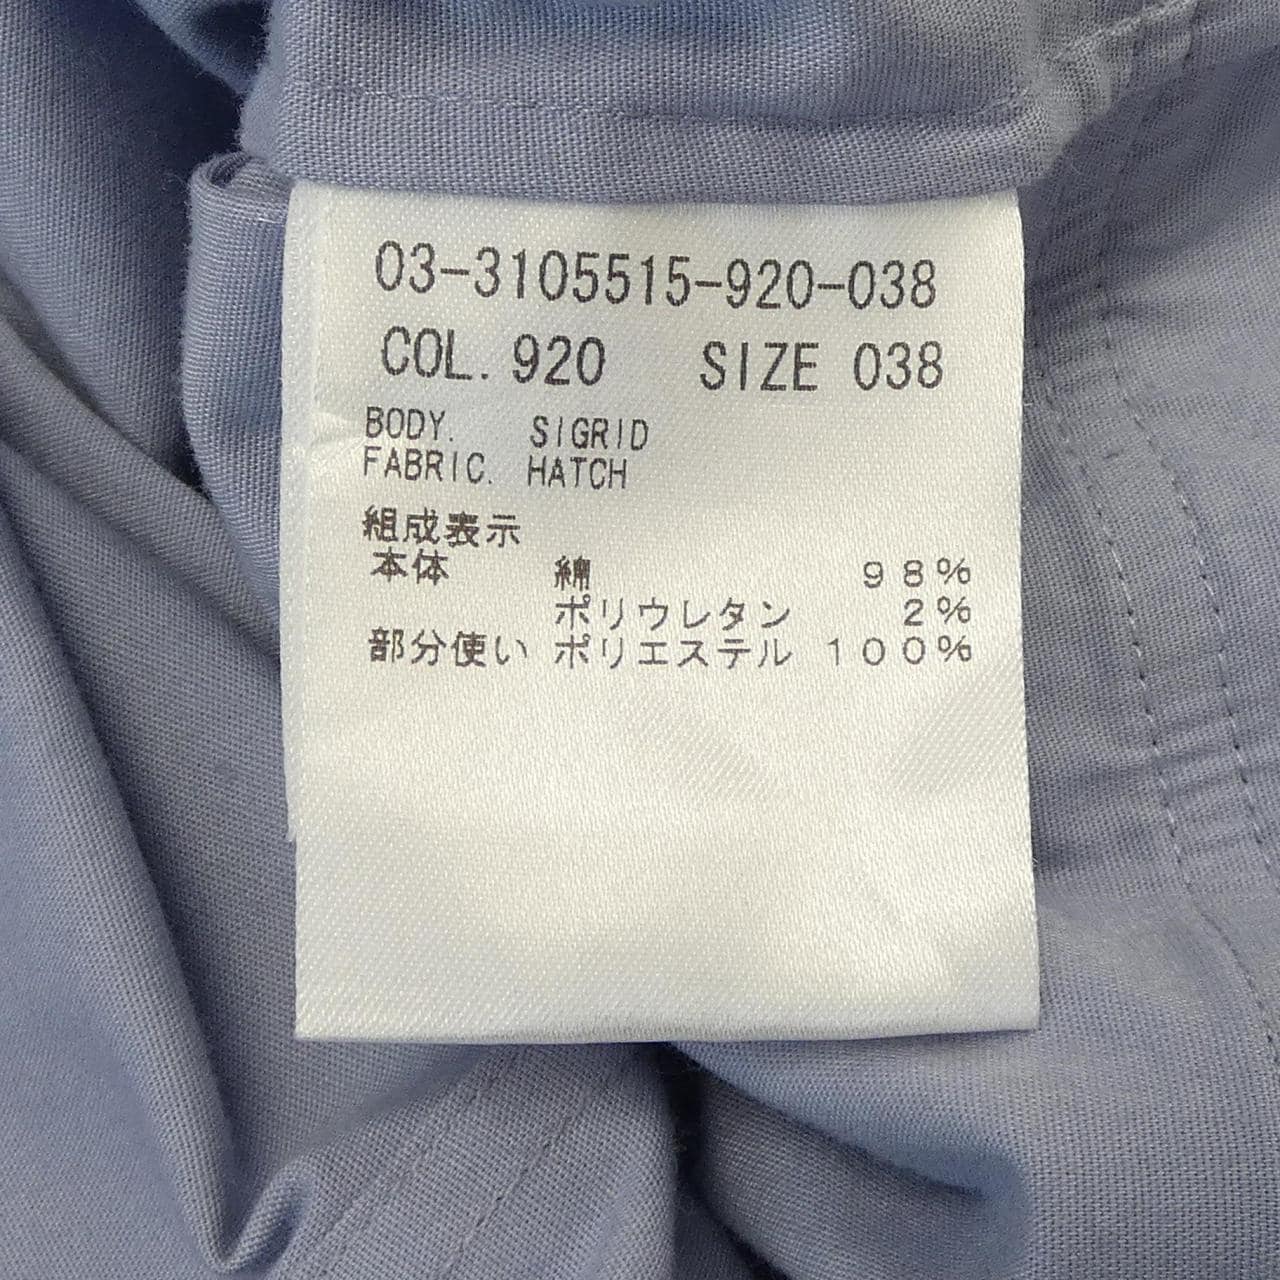 03-3105515-920-038
COL. 920 SIZE 038
BODY. SIGRID
FABRIC. HATCH
組成表示
本体 綿 98%
ポリウレタン 2%
部分使い ポリエステル 100%